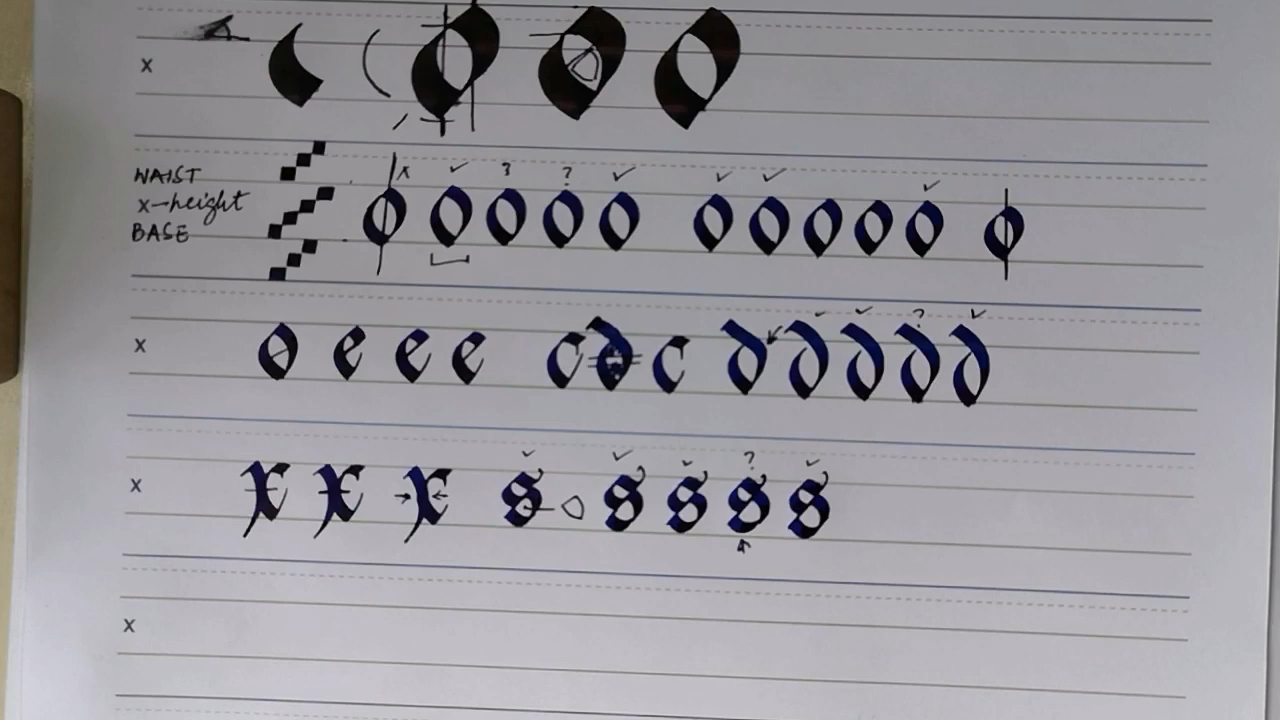 x o o o
WAIST
x-height
BASE
x ✓ ? ? ✓ ✓ ✓ ✓
o o o o o o o o o o o
✓ ✓ ? ✓
x o e e e c d c d d d d d
✓ ✓ ✓ ? ✓
x x x x s s s s s
x